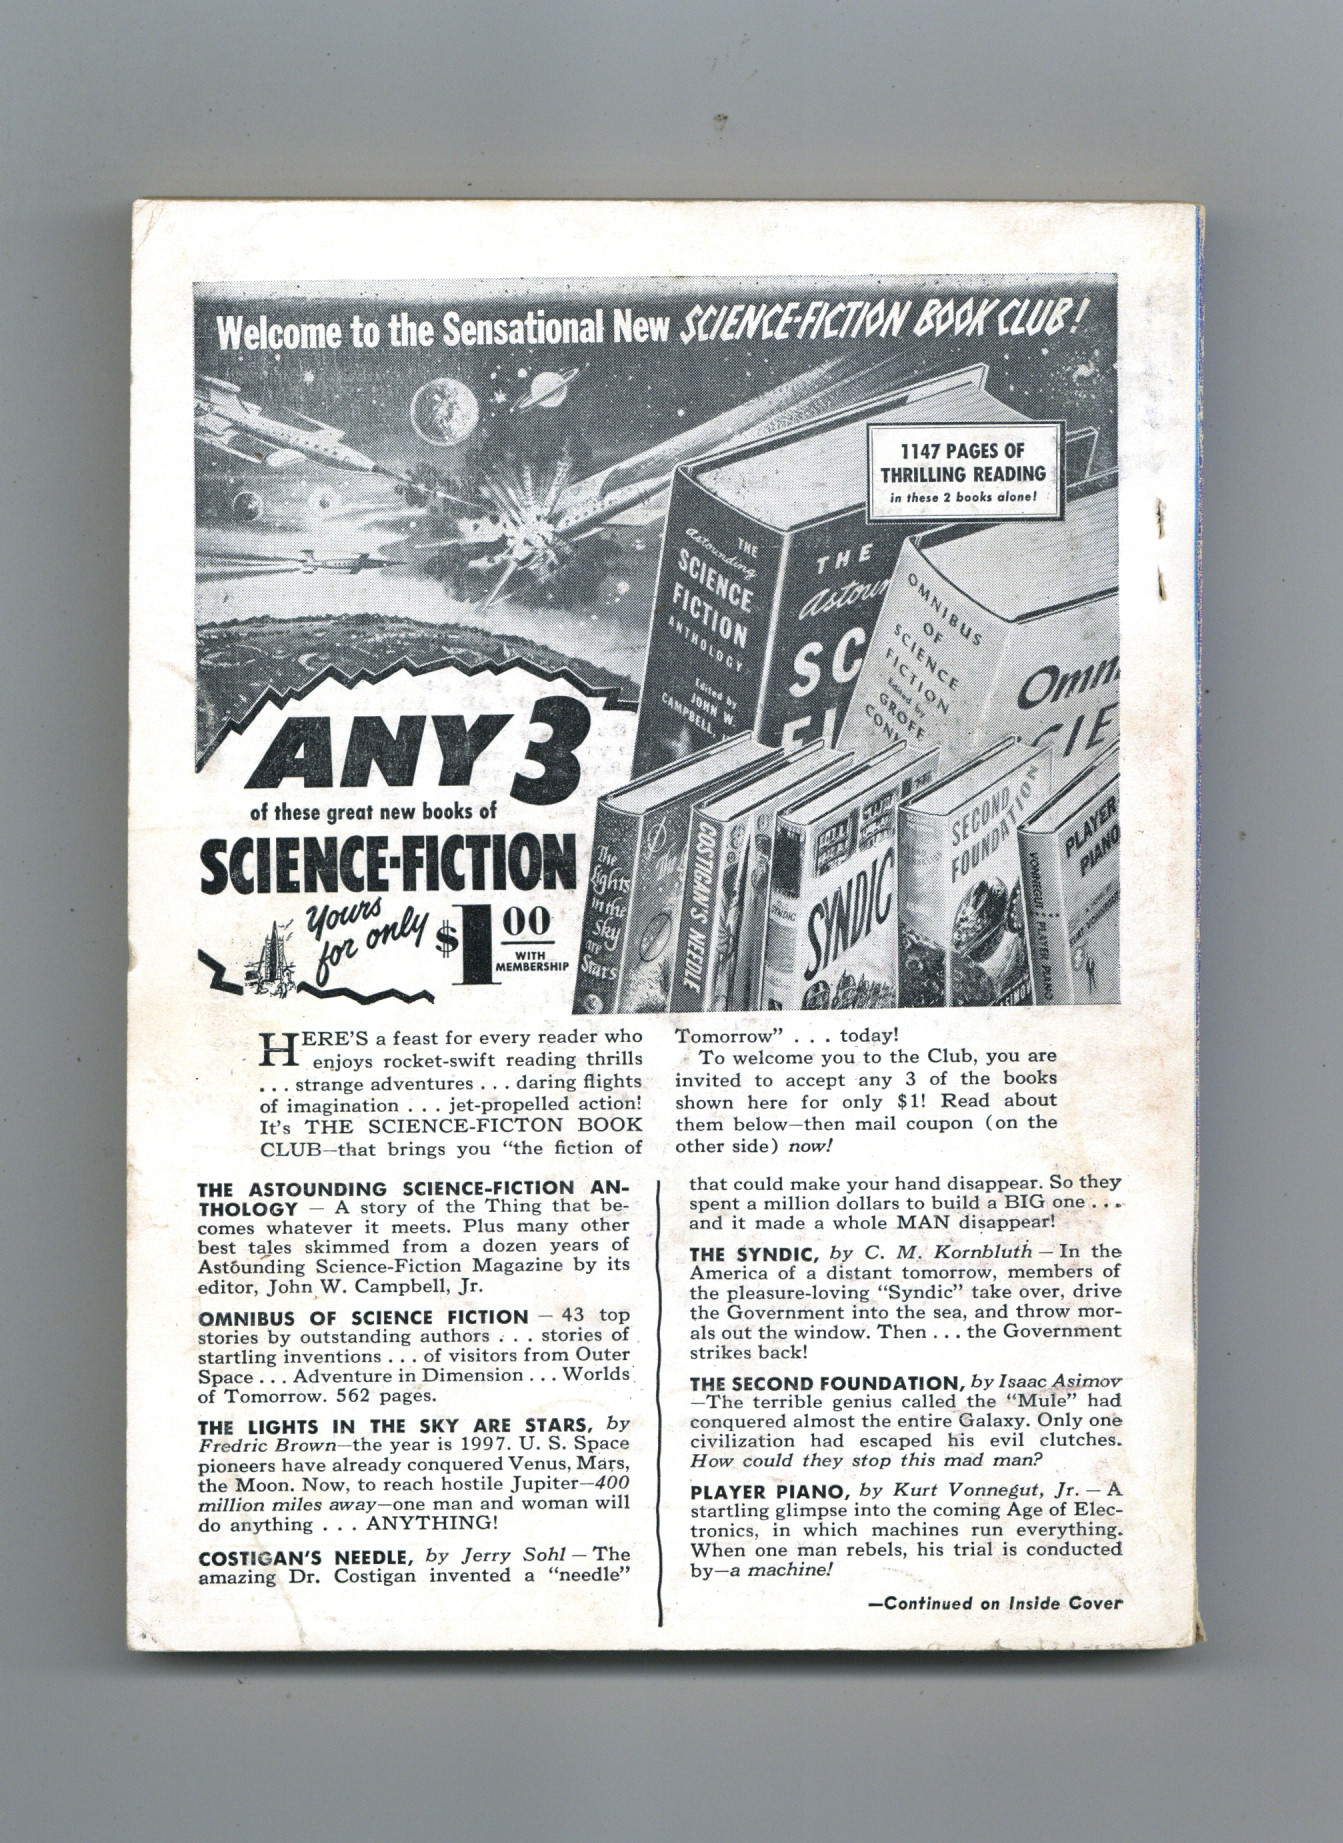 Welcome to the Sensational New SCIENCE-FICTION BOOK CLUB!
1147 PAGES OF
THRILLING READING
in these 2 books alone!
THE
Astounding
SCIENCE
FICTION
ANTHOLOGY
Edited by
JOHN W.
CAMPBELL,
THE
Astoun
SC
FI
OMNIBUS
OF
SCIENCE
FICTION
Edited by
GROFF
CONK
Omn
SCIE
ANY 3
of these great new books of
SCIENCE-FICTION
Yours
for only
$1 00
WITH
MEMBERSHIP
The
Lights
in the
Sky
are
Stars
COSTIGAN'S NEEDLE
SYNDIC
SYNDIC
SECOND
FOUNDATION
ASIMOV
VONNEGUT : PLAYER PIANO
PLAYER
PIANO
HERE'S a feast for every reader who
enjoys rocket-swift reading thrills
. . . strange adventures . . . daring flights
of imagination . . . jet-propelled action!
It's THE SCIENCE-FICTON BOOK
CLUB—that brings you "the fiction of
Tomorrow" . . . today!
To welcome you to the Club, you are
invited to accept any 3 of the books
shown here for only $1! Read about
them below—then mail coupon (on the
other side) now!
THE ASTOUNDING SCIENCE-FICTION AN-
THOLOGY — A story of the Thing that be-
comes whatever it meets. Plus many other
best tales skimmed from a dozen years of
Astounding Science-Fiction Magazine by its
editor, John W. Campbell, Jr.
OMNIBUS OF SCIENCE FICTION — 43 top
stories by outstanding authors . . . stories of
startling inventions . . . of visitors from Outer
Space . . . Adventure in Dimension . . . Worlds
of Tomorrow. 562 pages.
THE LIGHTS IN THE SKY ARE STARS, by
Fredric Brown—the year is 1997. U. S. Space
pioneers have already conquered Venus, Mars,
the Moon. Now, to reach hostile Jupiter—400
million miles away—one man and woman will
do anything . . . ANYTHING!
COSTIGAN'S NEEDLE, by Jerry Sohl — The
amazing Dr. Costigan invented a "needle"
that could make your hand disappear. So they
spent a million dollars to build a BIG one . . .
and it made a whole MAN disappear!
THE SYNDIC, by C. M. Kornbluth — In the
America of a distant tomorrow, members of
the pleasure-loving "Syndic" take over, drive
the Government into the sea, and throw mor-
als out the window. Then . . . the Government
strikes back!
THE SECOND FOUNDATION, by Isaac Asimov
—The terrible genius called the "Mule" had
conquered almost the entire Galaxy. Only one
civilization had escaped his evil clutches.
How could they stop this mad man?
PLAYER PIANO, by Kurt Vonnegut, Jr. — A
startling glimpse into the coming Age of Elec-
tronics, in which machines run everything.
When one man rebels, his trial is conducted
by—a machine!
—Continued on Inside Cover